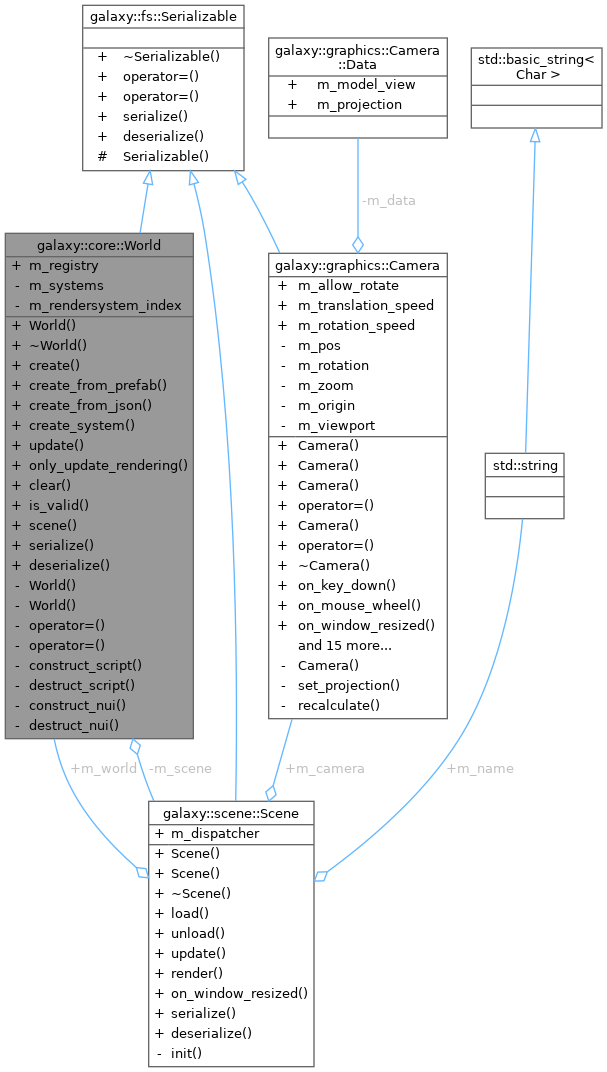 galaxy::fs::Serializable
+ ~Serializable()
+ operator=()
+ operator=()
+ serialize()
+ deserialize()
# Serializable()
galaxy::graphics::Camera
::Data
+ m_model_view
+ m_projection
std::basic_string<
Char >
-m_data
galaxy::core::World
+ m_registry
- m_systems
- m_rendersystem_index
+ World()
+ ~World()
+ create()
+ create_from_prefab()
+ create_from_json()
+ create_system()
+ update()
+ only_update_rendering()
+ clear()
+ is_valid()
+ scene()
+ serialize()
+ deserialize()
- World()
- World()
- operator=()
- operator=()
- construct_script()
- destruct_script()
- construct_nui()
- destruct_nui()
galaxy::graphics::Camera
+ m_allow_rotate
+ m_translation_speed
+ m_rotation_speed
- m_pos
- m_rotation
- m_zoom
- m_origin
- m_viewport
+ Camera()
+ Camera()
+ Camera()
+ operator=()
+ Camera()
+ operator=()
+ ~Camera()
+ on_key_down()
+ on_mouse_wheel()
+ on_window_resized()
and 15 more...
- Camera()
- set_projection()
- recalculate()
std::string
+m_world
-m_scene
+m_camera
+m_name
galaxy::scene::Scene
+ m_dispatcher
+ Scene()
+ Scene()
+ ~Scene()
+ load()
+ unload()
+ update()
+ render()
+ on_window_resized()
+ serialize()
+ deserialize()
- init()